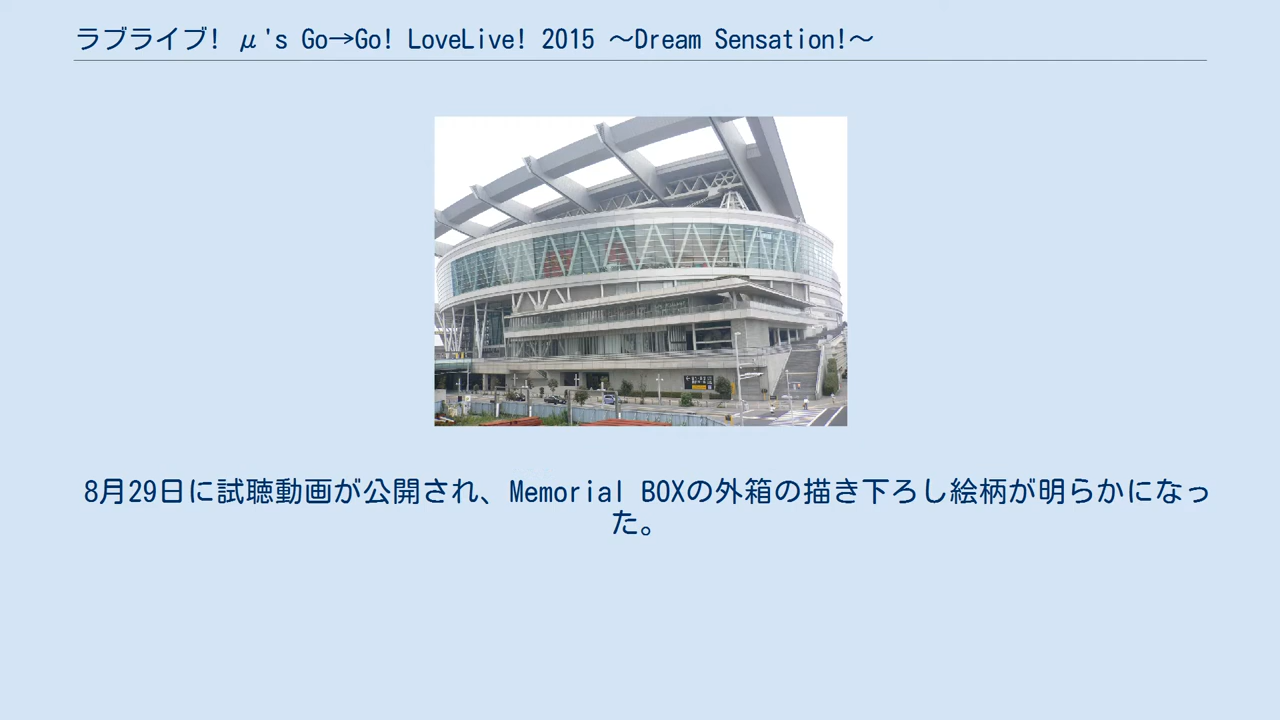 ラブライブ! μ's Go→Go! LoveLive! 2015 〜Dream Sensation!〜
8月29日に試聴動画が公開され、Memorial BOXの外箱の描き下ろし絵柄が明らかになっ
た。